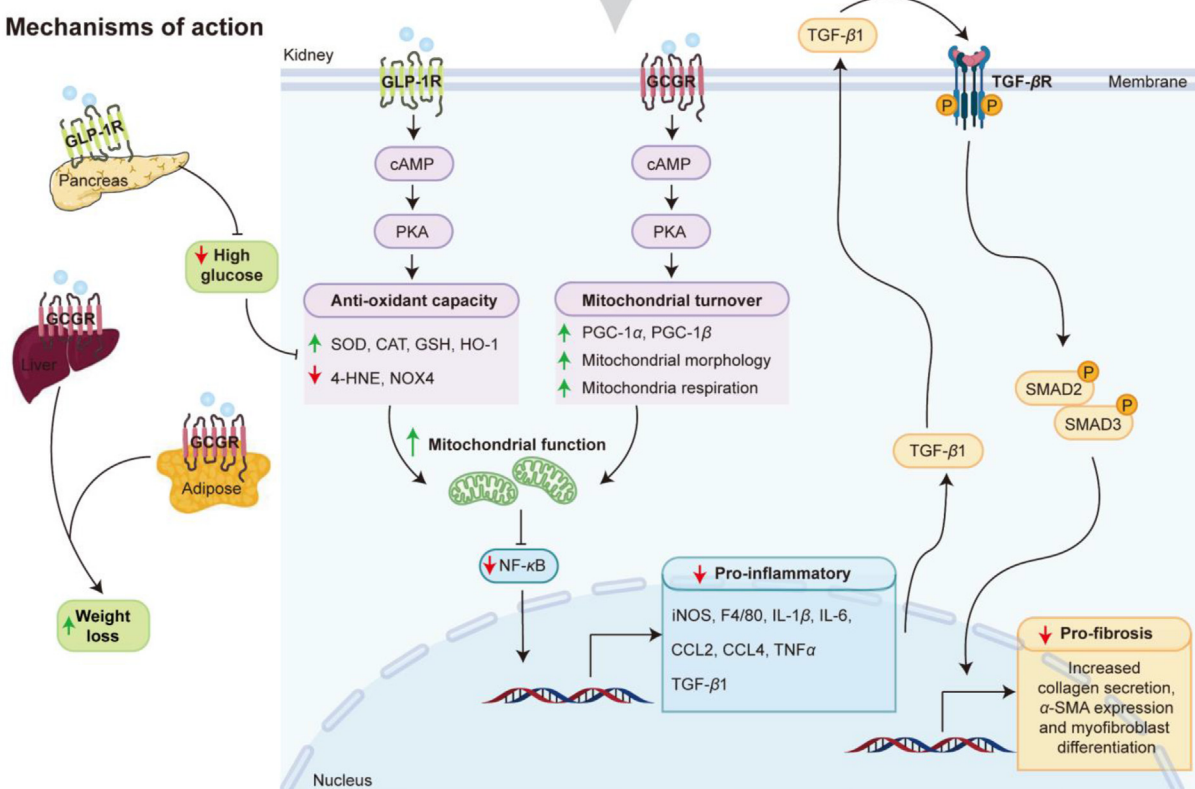 Mechanisms of action
GLP-1R
Pancreas
High
glucose
GCGR
Liver
GCGR
Adipose
Weight
loss
Kidney
GLP-1R
cAMP
PKA
Anti-oxidant capacity
SOD, CAT, GSH, HO-1
4-HNE, NOX4
GCGR
cAMP
PKA
Mitochondrial turnover
PGC-1α, PGC-1β
Mitochondrial morphology
Mitochondria respiration
Mitochondrial function
NF-κB
Pro-inflammatory
iNOS, F4/80, IL-1β, IL-6,
CCL2, CCL4, TNFα
TGF-β1
TGF-β1
TGF-β1
TGF-βR
P
P
Membrane
SMAD2
P
SMAD3
P
Pro-fibrosis
Increased
collagen secretion,
α-SMA expression
and myofibroblast
differentiation
Nucleus